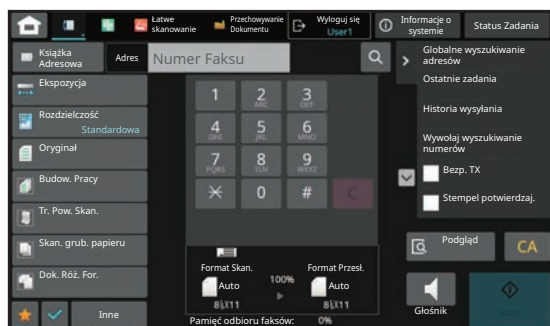 Łatwe
skanowanie
Przechowywanie
Dokumentu
Wyloguj się
User1
Informacje o
systemie
Status Zadania
Książka
Adresowa
Adres
Numer Faksu
Globalne wyszukiwanie
adresów
Ostatnie zadania
Historia wysyłania
Wywołaj wyszukiwanie
numerów
Bezp. TX
Stempel potwierdzaj.
Ekspozycja
Rozdzielczość
Standardowa
Oryginał
Budow. Pracy
Tr. Pow. Skan.
Skan. grub. papieru
Dok. Róż. For.
Inne
1
2
ABC
3
DEF
4
GHI
5
JKL
6
MNO
7
PQRS
8
TUV
9
WXYZ
0
#
C
Format Skan.
100%
Format Przesł.
Auto
Auto
8½X11
8½X11
Pamięć odbioru faksów: 0%
Podgląd
CA
Głośnik
Start